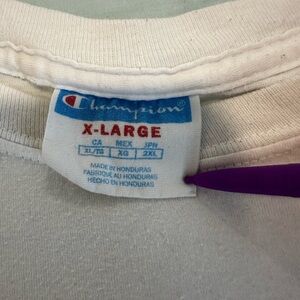 Champion
X-LARGE
CA MEX JPN
XL/TG XG 2XL
MADE IN HONDURAS
FABRIQUÉ AU HONDURAS
HECHO EN HONDURAS